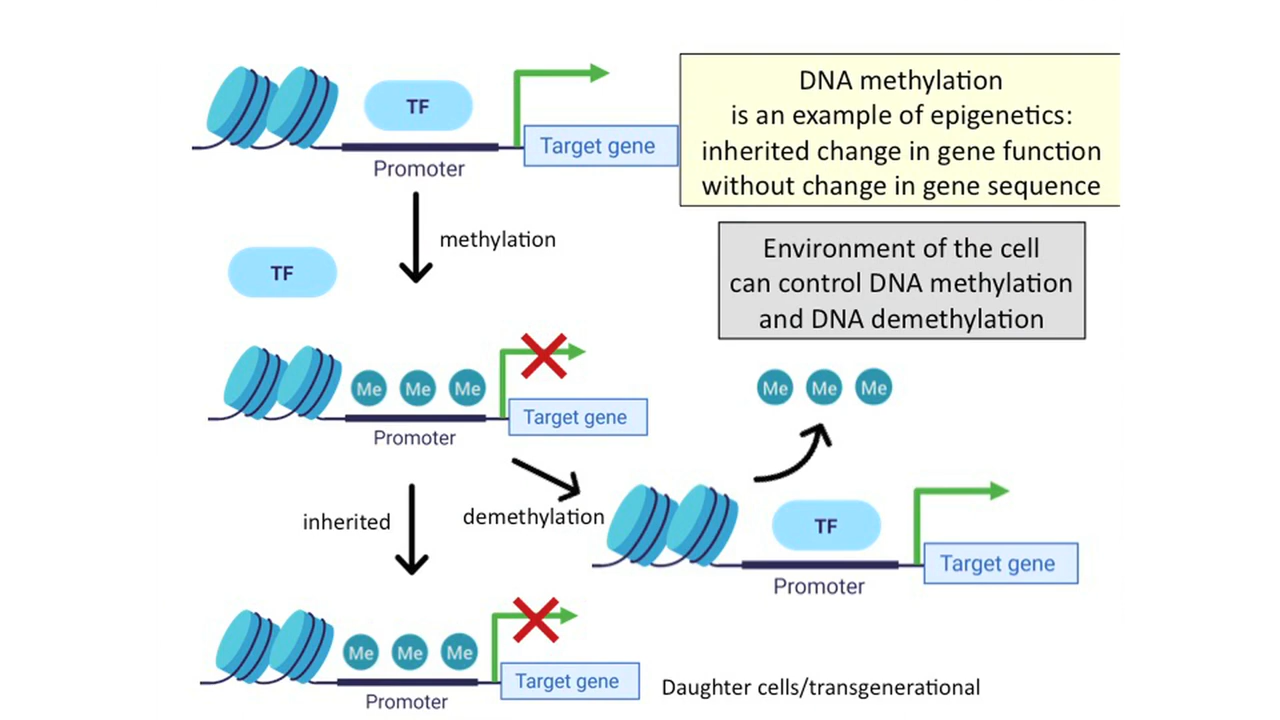 TF
Target gene
Promoter
DNA methylation
is an example of epigenetics:
inherited change in gene function
without change in gene sequence
methylation
TF
Environment of the cell
can control DNA methylation
and DNA demethylation
Me Me Me
Target gene
Promoter
Me Me Me
inherited
demethylation
TF
Target gene
Promoter
Me Me Me
Target gene
Promoter
Daughter cells/transgenerational